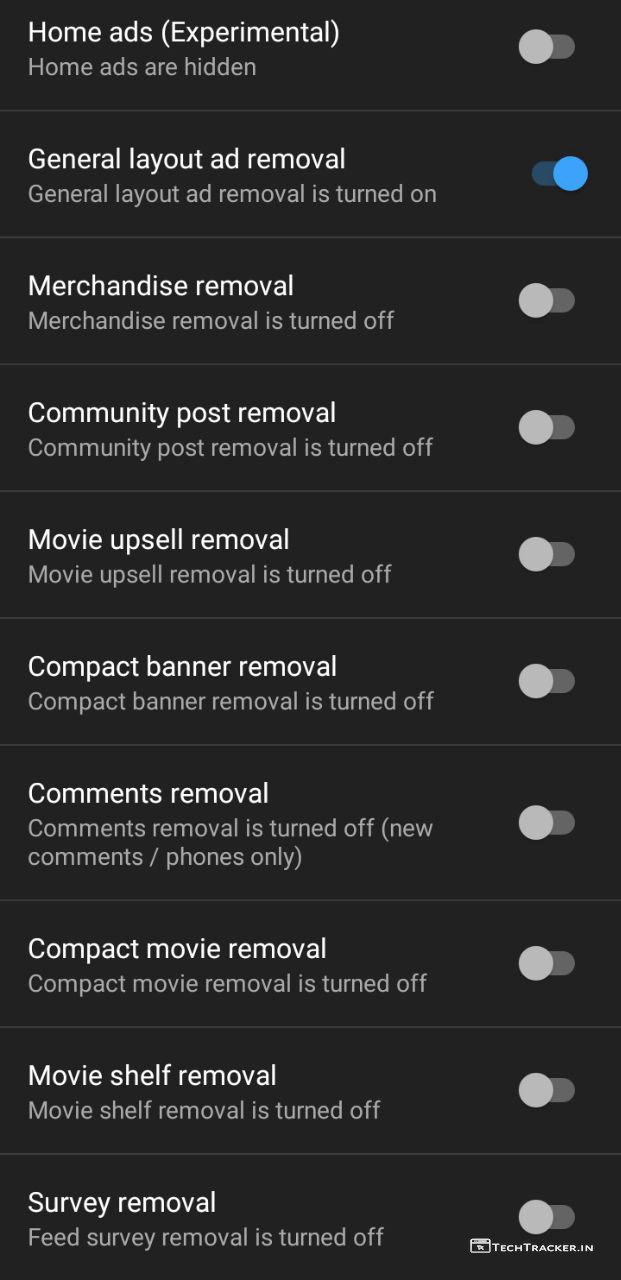 Home ads (Experimental)
Home ads are hidden
General layout ad removal
General layout ad removal is turned on
Merchandise removal
Merchandise removal is turned off
Community post removal
Community post removal is turned off
Movie upsell removal
Movie upsell removal is turned off
Compact banner removal
Compact banner removal is turned off
Comments removal
Comments removal is turned off (new
comments / phones only)
Compact movie removal
Compact movie removal is turned off
Movie shelf removal
Movie shelf removal is turned off
Survey removal
Feed survey removal is turned off
TECHTRACKER.IN